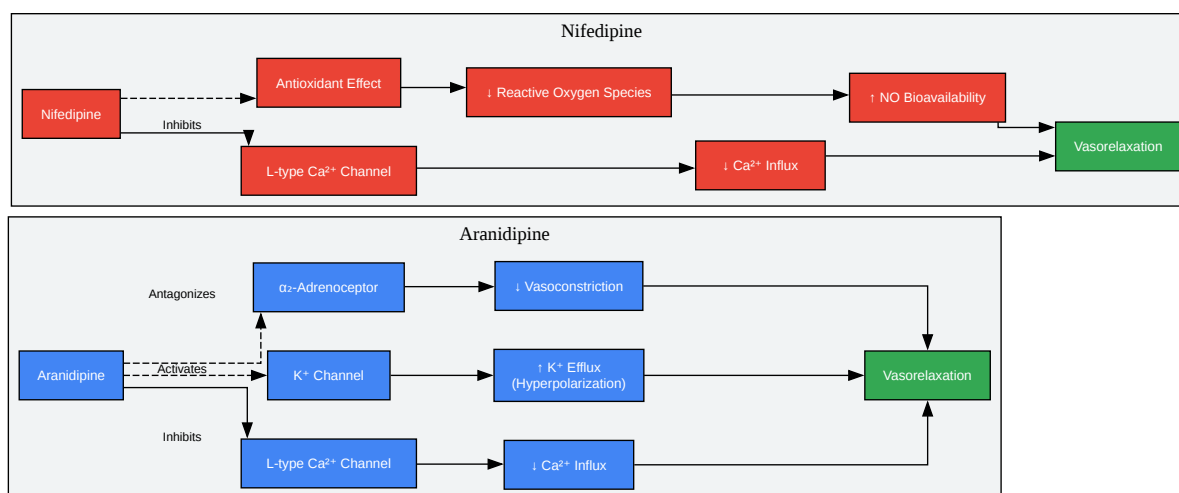 Nifedipine
Antioxidant Effect
↓ Reactive Oxygen Species
↑ NO Bioavailability
Nifedipine
Inhibits
Vasorelaxation
L-type Ca²⁺ Channel
↓ Ca²⁺ Influx
Aranidipine
α₂-Adrenoceptor
↓ Vasoconstriction
Antagonizes
Aranidipine
Activates
K⁺ Channel
↑ K⁺ Efflux
(Hyperpolarization)
Vasorelaxation
Inhibits
L-type Ca²⁺ Channel
↓ Ca²⁺ Influx